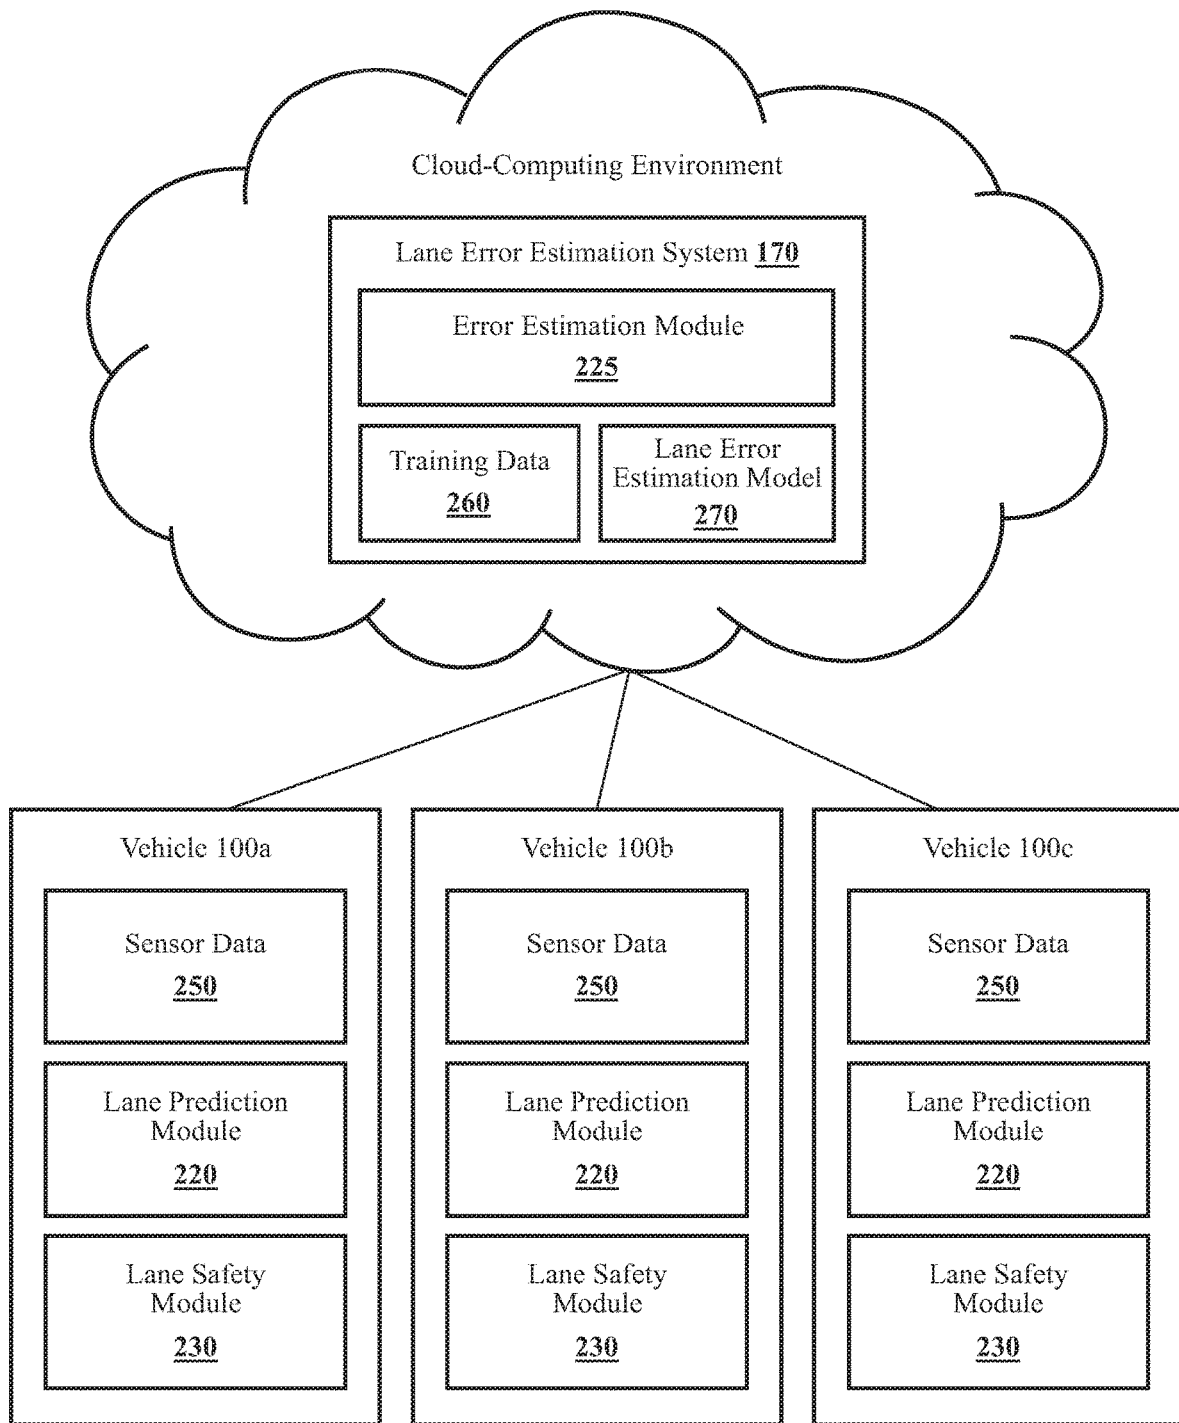 Cloud-Computing Environment
Lane Error Estimation System 170
Error Estimation Module
225
Training Data
260
Lane Error
Estimation Model
270
Vehicle 100a
Sensor Data
250
Lane Prediction
Module
220
Lane Safety
Module
230
Vehicle 100b
Sensor Data
250
Lane Prediction
Module
220
Lane Safety
Module
230
Vehicle 100c
Sensor Data
250
Lane Prediction
Module
220
Lane Safety
Module
230